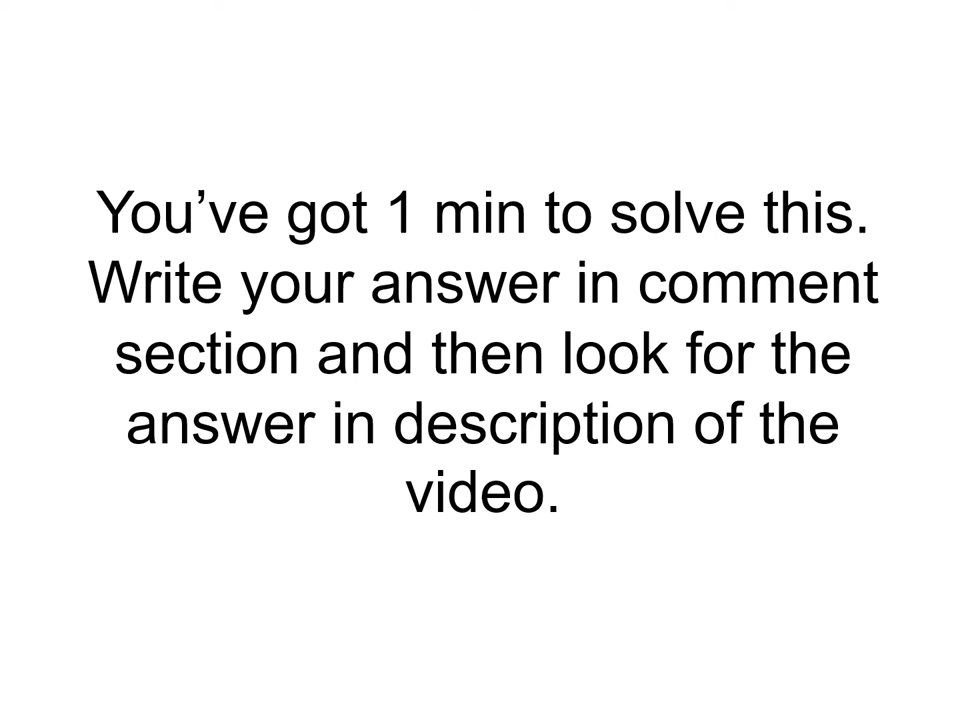 You’ve got 1 min to solve this.
Write your answer in comment
section and then look for the
answer in description of the
video.